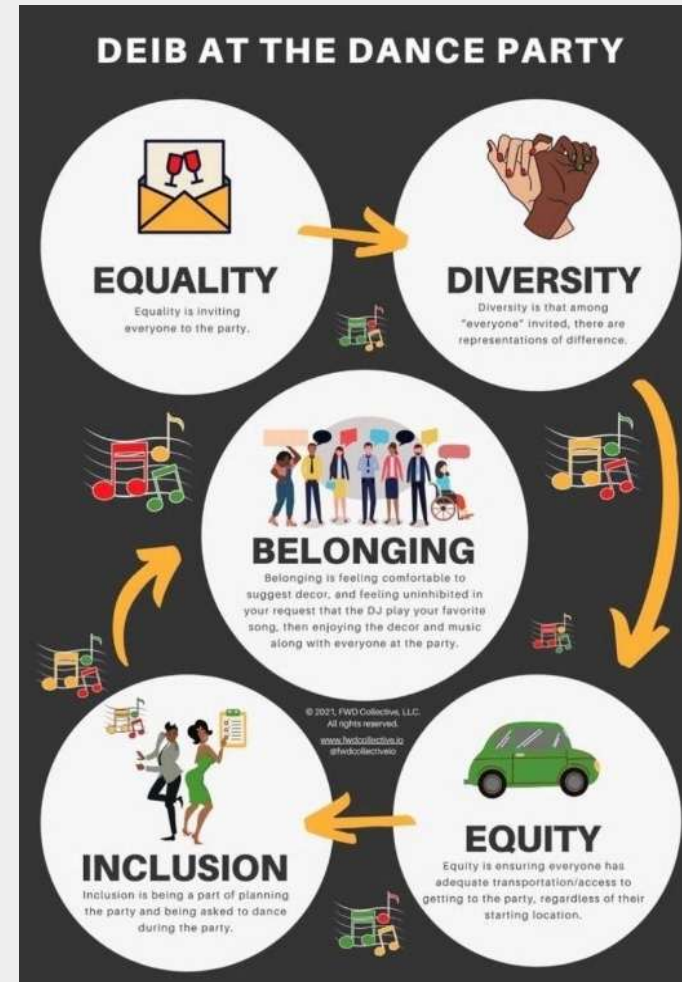 DEIB AT THE DANCE PARTY
EQUALITY
Equality is inviting
everyone to the party.
DIVERSITY
Diversity is that among
"everyone" invited, there are
representations of difference.
BELONGING
Belonging is feeling comfortable to
suggest decor, and feeling uninhibited in
your request that the DJ play your favorite
song, then enjoying the decor and music
along with everyone at the party.
© 2021, FWD Collective, LLC.
All rights reserved.
www.fwdcollective.io
@fwdcollectiveio
EQUITY
Equity is ensuring everyone has
adequate transportation/access to
getting to the party, regardless of their
starting location.
INCLUSION
Inclusion is being a part of planning
the party and being asked to dance
during the party.